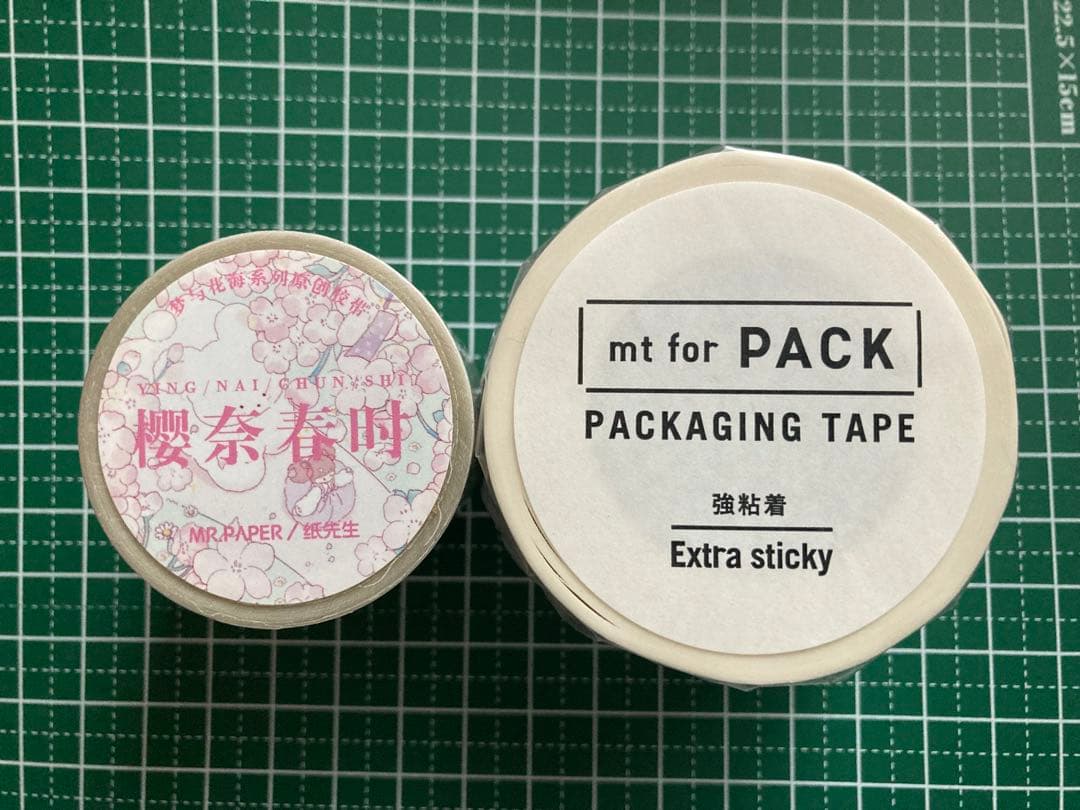 梦与花海系列原创胶带
YING/NAI/CHUN/SHI
樱奈春时
MR.PAPER/纸先生
mt for PACK
PACKAGING TAPE
強粘着
Extra sticky
22.5×15cm